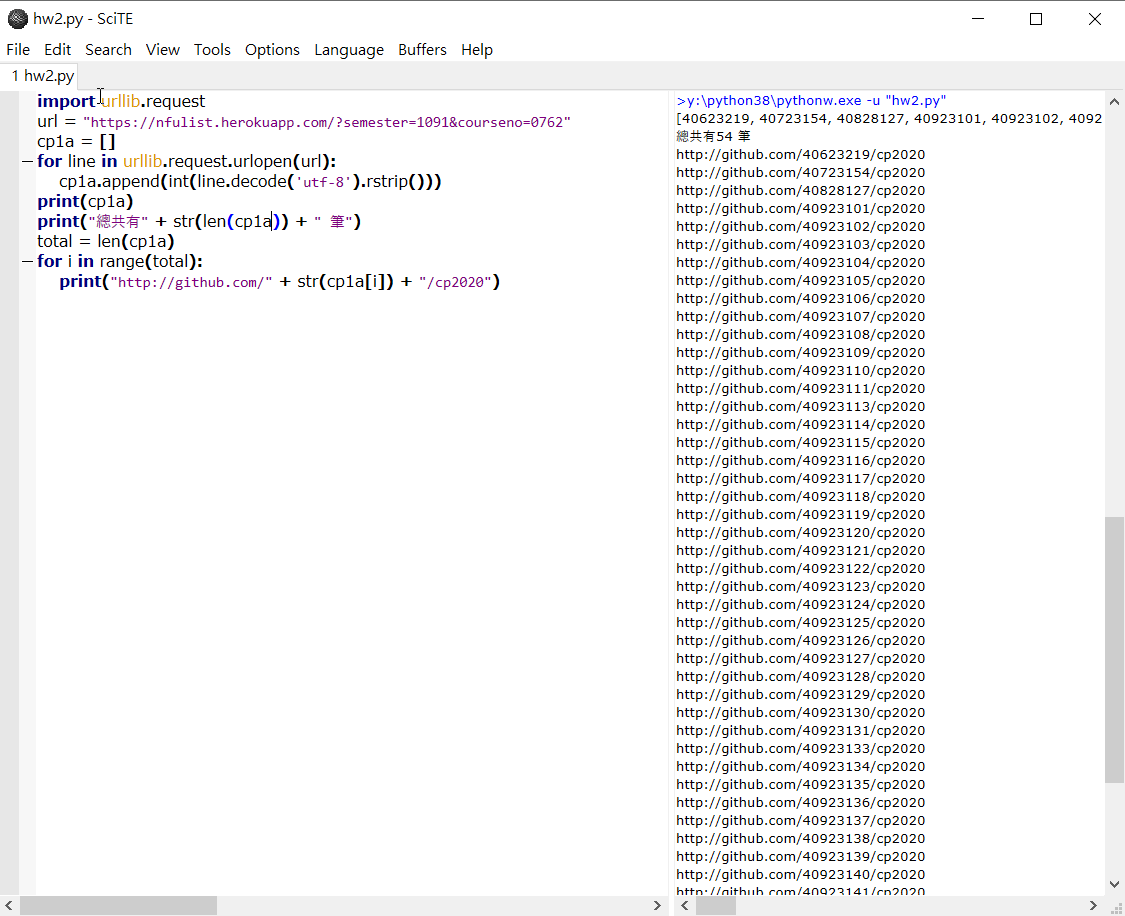 hw2.py - SciTE
File Edit Search View Tools Options Language Buffers Help
1 hw2.py
import urllib.request
url = "https://nfulist.herokuapp.com/?semester=1091&courseno=0762"
cp1a = []
for line in urllib.request.urlopen(url):
cp1a.append(int(line.decode('utf-8').rstrip()))
print(cp1a)
print("總共有" + str(len(cp1a)) + " 筆")
total = len(cp1a)
for i in range(total):
print("http://github.com/" + str(cp1a[i]) + "/cp2020")
>y:\python38\pythonw.exe -u "hw2.py"
[40623219, 40723154, 40828127, 40923101, 40923102, 4092
總共有54 筆
http://github.com/40623219/cp2020
http://github.com/40723154/cp2020
http://github.com/40828127/cp2020
http://github.com/40923101/cp2020
http://github.com/40923102/cp2020
http://github.com/40923103/cp2020
http://github.com/40923104/cp2020
http://github.com/40923105/cp2020
http://github.com/40923106/cp2020
http://github.com/40923107/cp2020
http://github.com/40923108/cp2020
http://github.com/40923109/cp2020
http://github.com/40923110/cp2020
http://github.com/40923111/cp2020
http://github.com/40923113/cp2020
http://github.com/40923114/cp2020
http://github.com/40923115/cp2020
http://github.com/40923116/cp2020
http://github.com/40923117/cp2020
http://github.com/40923118/cp2020
http://github.com/40923119/cp2020
http://github.com/40923120/cp2020
http://github.com/40923121/cp2020
http://github.com/40923122/cp2020
http://github.com/40923123/cp2020
http://github.com/40923124/cp2020
http://github.com/40923125/cp2020
http://github.com/40923126/cp2020
http://github.com/40923127/cp2020
http://github.com/40923128/cp2020
http://github.com/40923129/cp2020
http://github.com/40923130/cp2020
http://github.com/40923131/cp2020
http://github.com/40923133/cp2020
http://github.com/40923134/cp2020
http://github.com/40923135/cp2020
http://github.com/40923136/cp2020
http://github.com/40923137/cp2020
http://github.com/40923138/cp2020
http://github.com/40923139/cp2020
http://github.com/40923140/cp2020
http://github.com/40923141/cp2020